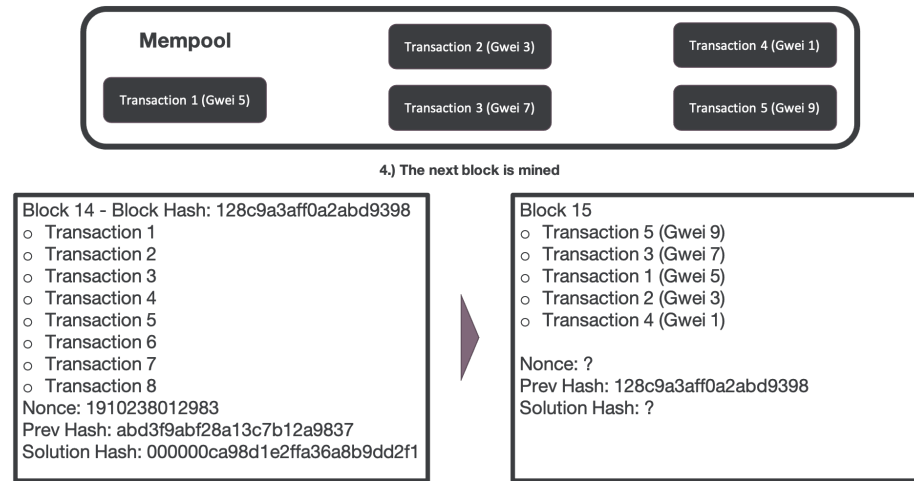 Mempool
Transaction 1 (Gwei 5)
Transaction 2 (Gwei 3)
Transaction 3 (Gwei 7)
Transaction 4 (Gwei 1)
Transaction 5 (Gwei 9)
4.) The next block is mined
Block 14 - Block Hash: 128c9a3aff0a2abd9398
○ Transaction 1
○ Transaction 2
○ Transaction 3
○ Transaction 4
○ Transaction 5
○ Transaction 6
○ Transaction 7
○ Transaction 8
Nonce: 1910238012983
Prev Hash: abd3f9abf28a13c7b12a9837
Solution Hash: 000000ca98d1e2ffa36a8b9dd2f1
Block 15
○ Transaction 5 (Gwei 9)
○ Transaction 3 (Gwei 7)
○ Transaction 1 (Gwei 5)
○ Transaction 2 (Gwei 3)
○ Transaction 4 (Gwei 1)
Nonce: ?
Prev Hash: 128c9a3aff0a2abd9398
Solution Hash: ?